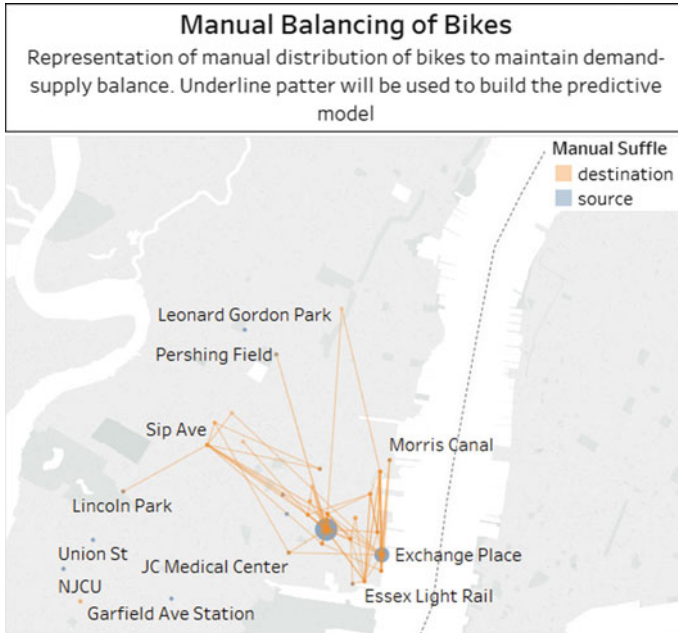 Manual Balancing of Bikes
Representation of manual distribution of bikes to maintain demand-
supply balance. Underline patter will be used to build the predictive
model
Manual Suffle
destination
source
Leonard Gordon Park
Pershing Field
Sip Ave
Morris Canal
Lincoln Park
Union St
JC Medical Center
Exchange Place
NJCU
Essex Light Rail
Garfield Ave Station